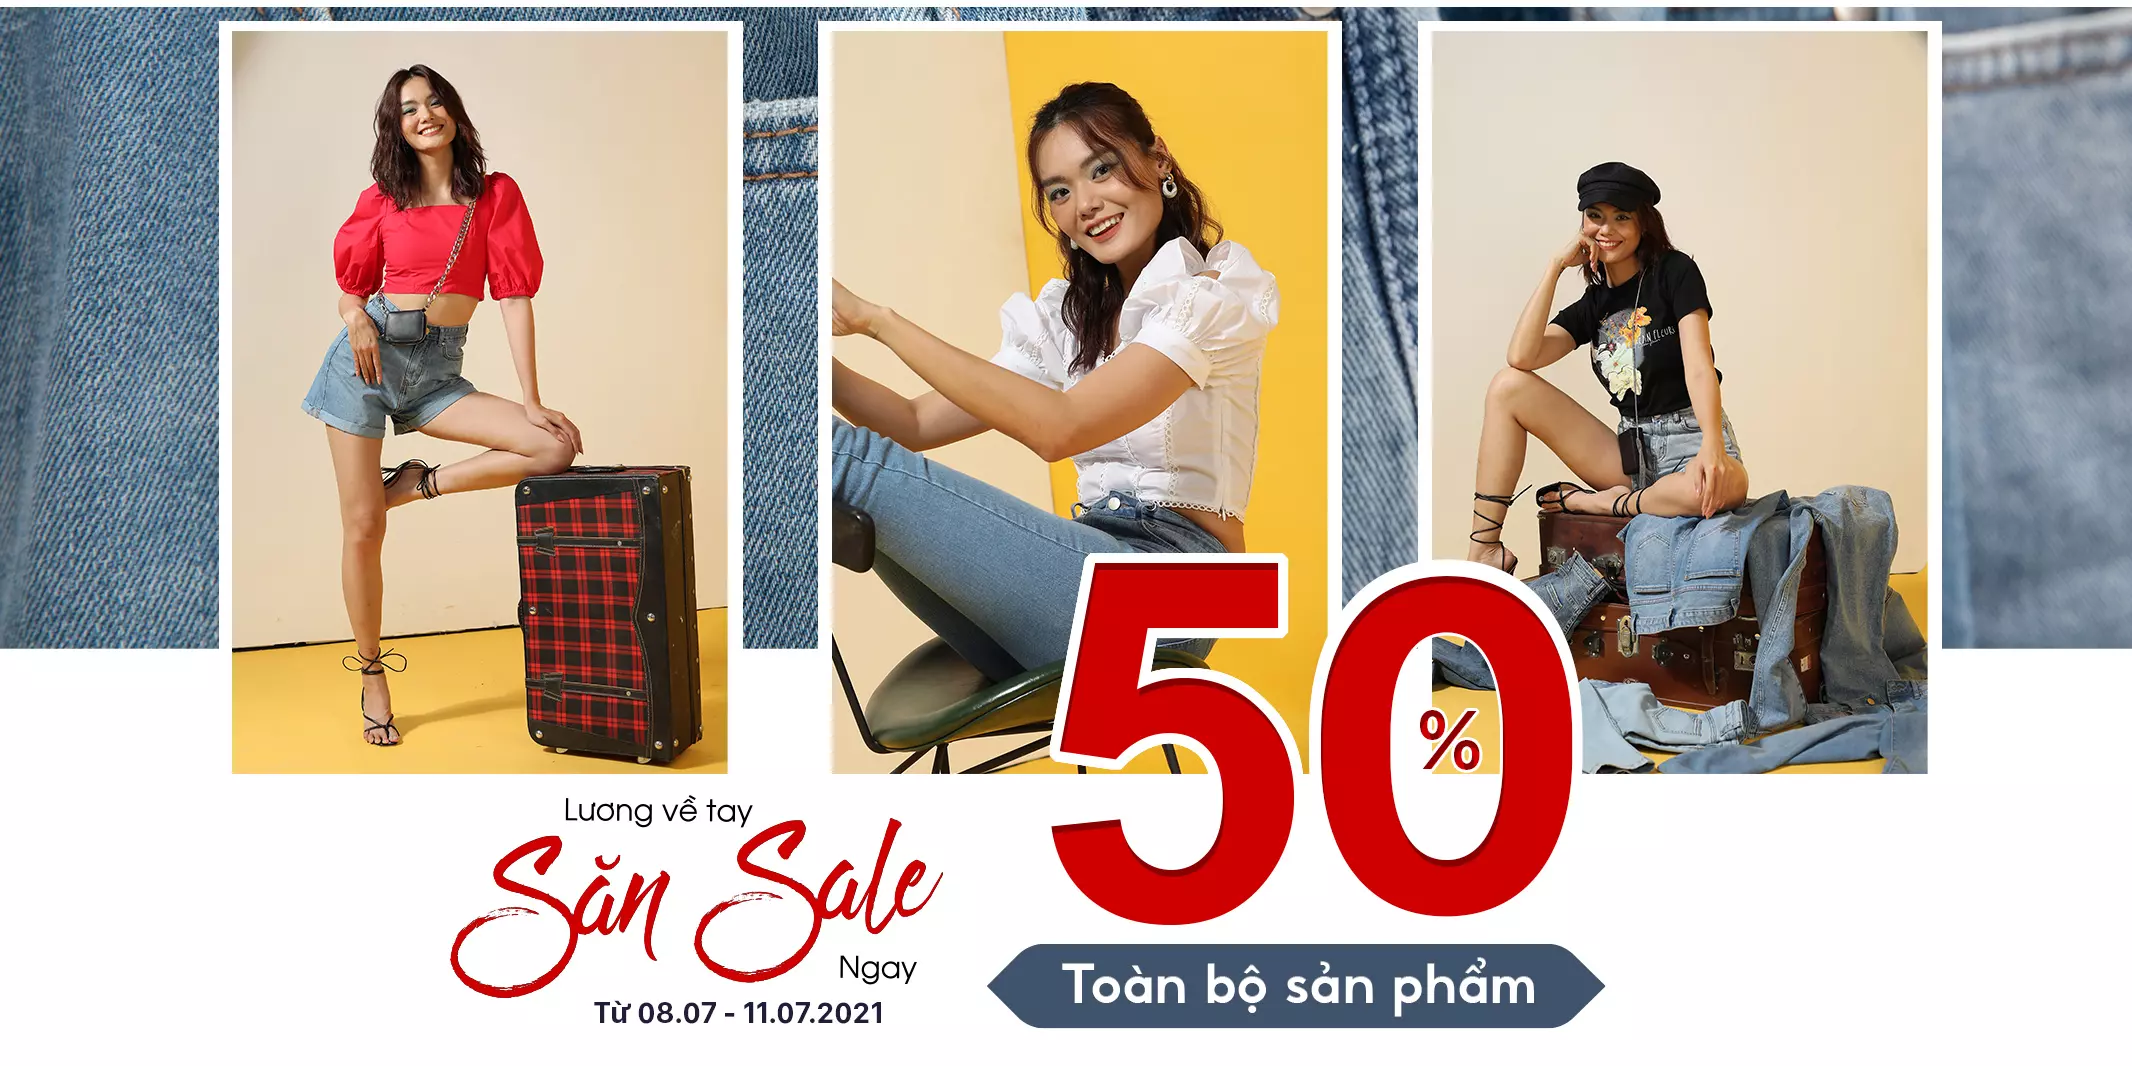 Lương về tay
Săn Sale
Ngay
Từ 08.07 - 11.07.2021
50
%
Toàn bộ sản phẩm